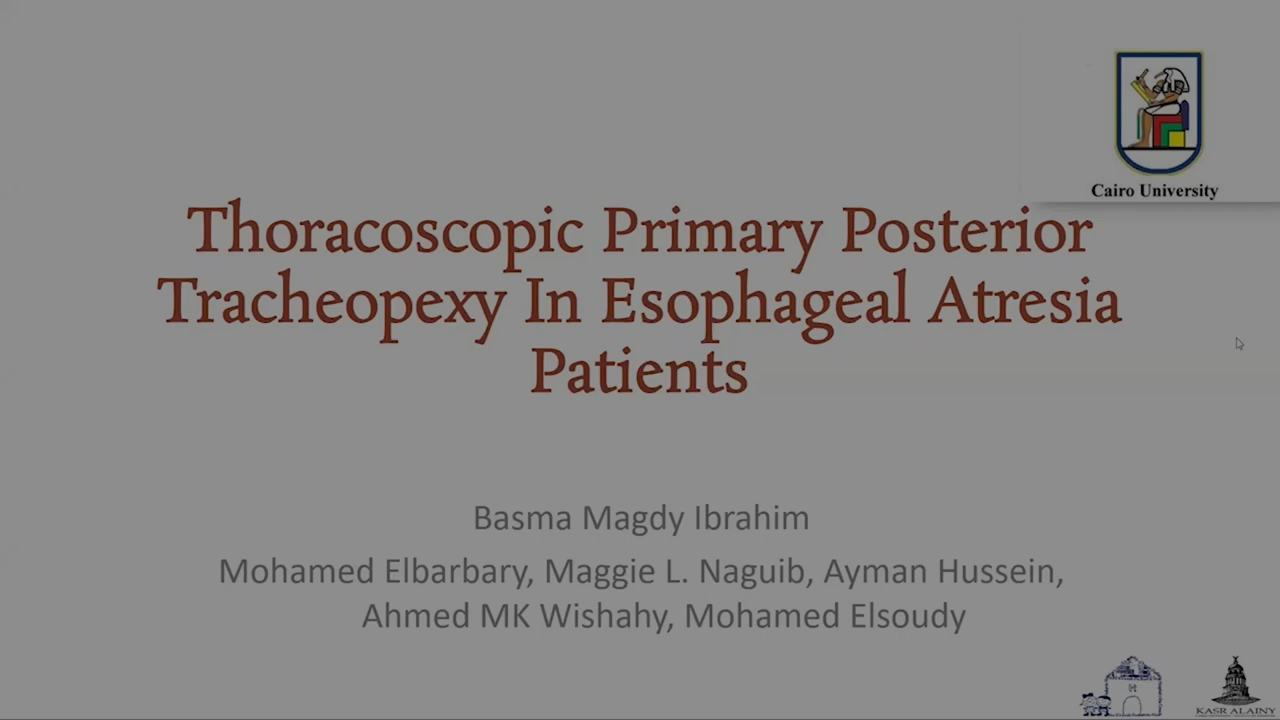 Cairo University
Thoracoscopic Primary Posterior
Tracheopexy In Esophageal Atresia
Patients
Basma Magdy Ibrahim
Mohamed Elbarbary, Maggie L. Naguib, Ayman Hussein,
Ahmed MK Wishahy, Mohamed Elsoudy
H
KASR ALAINY